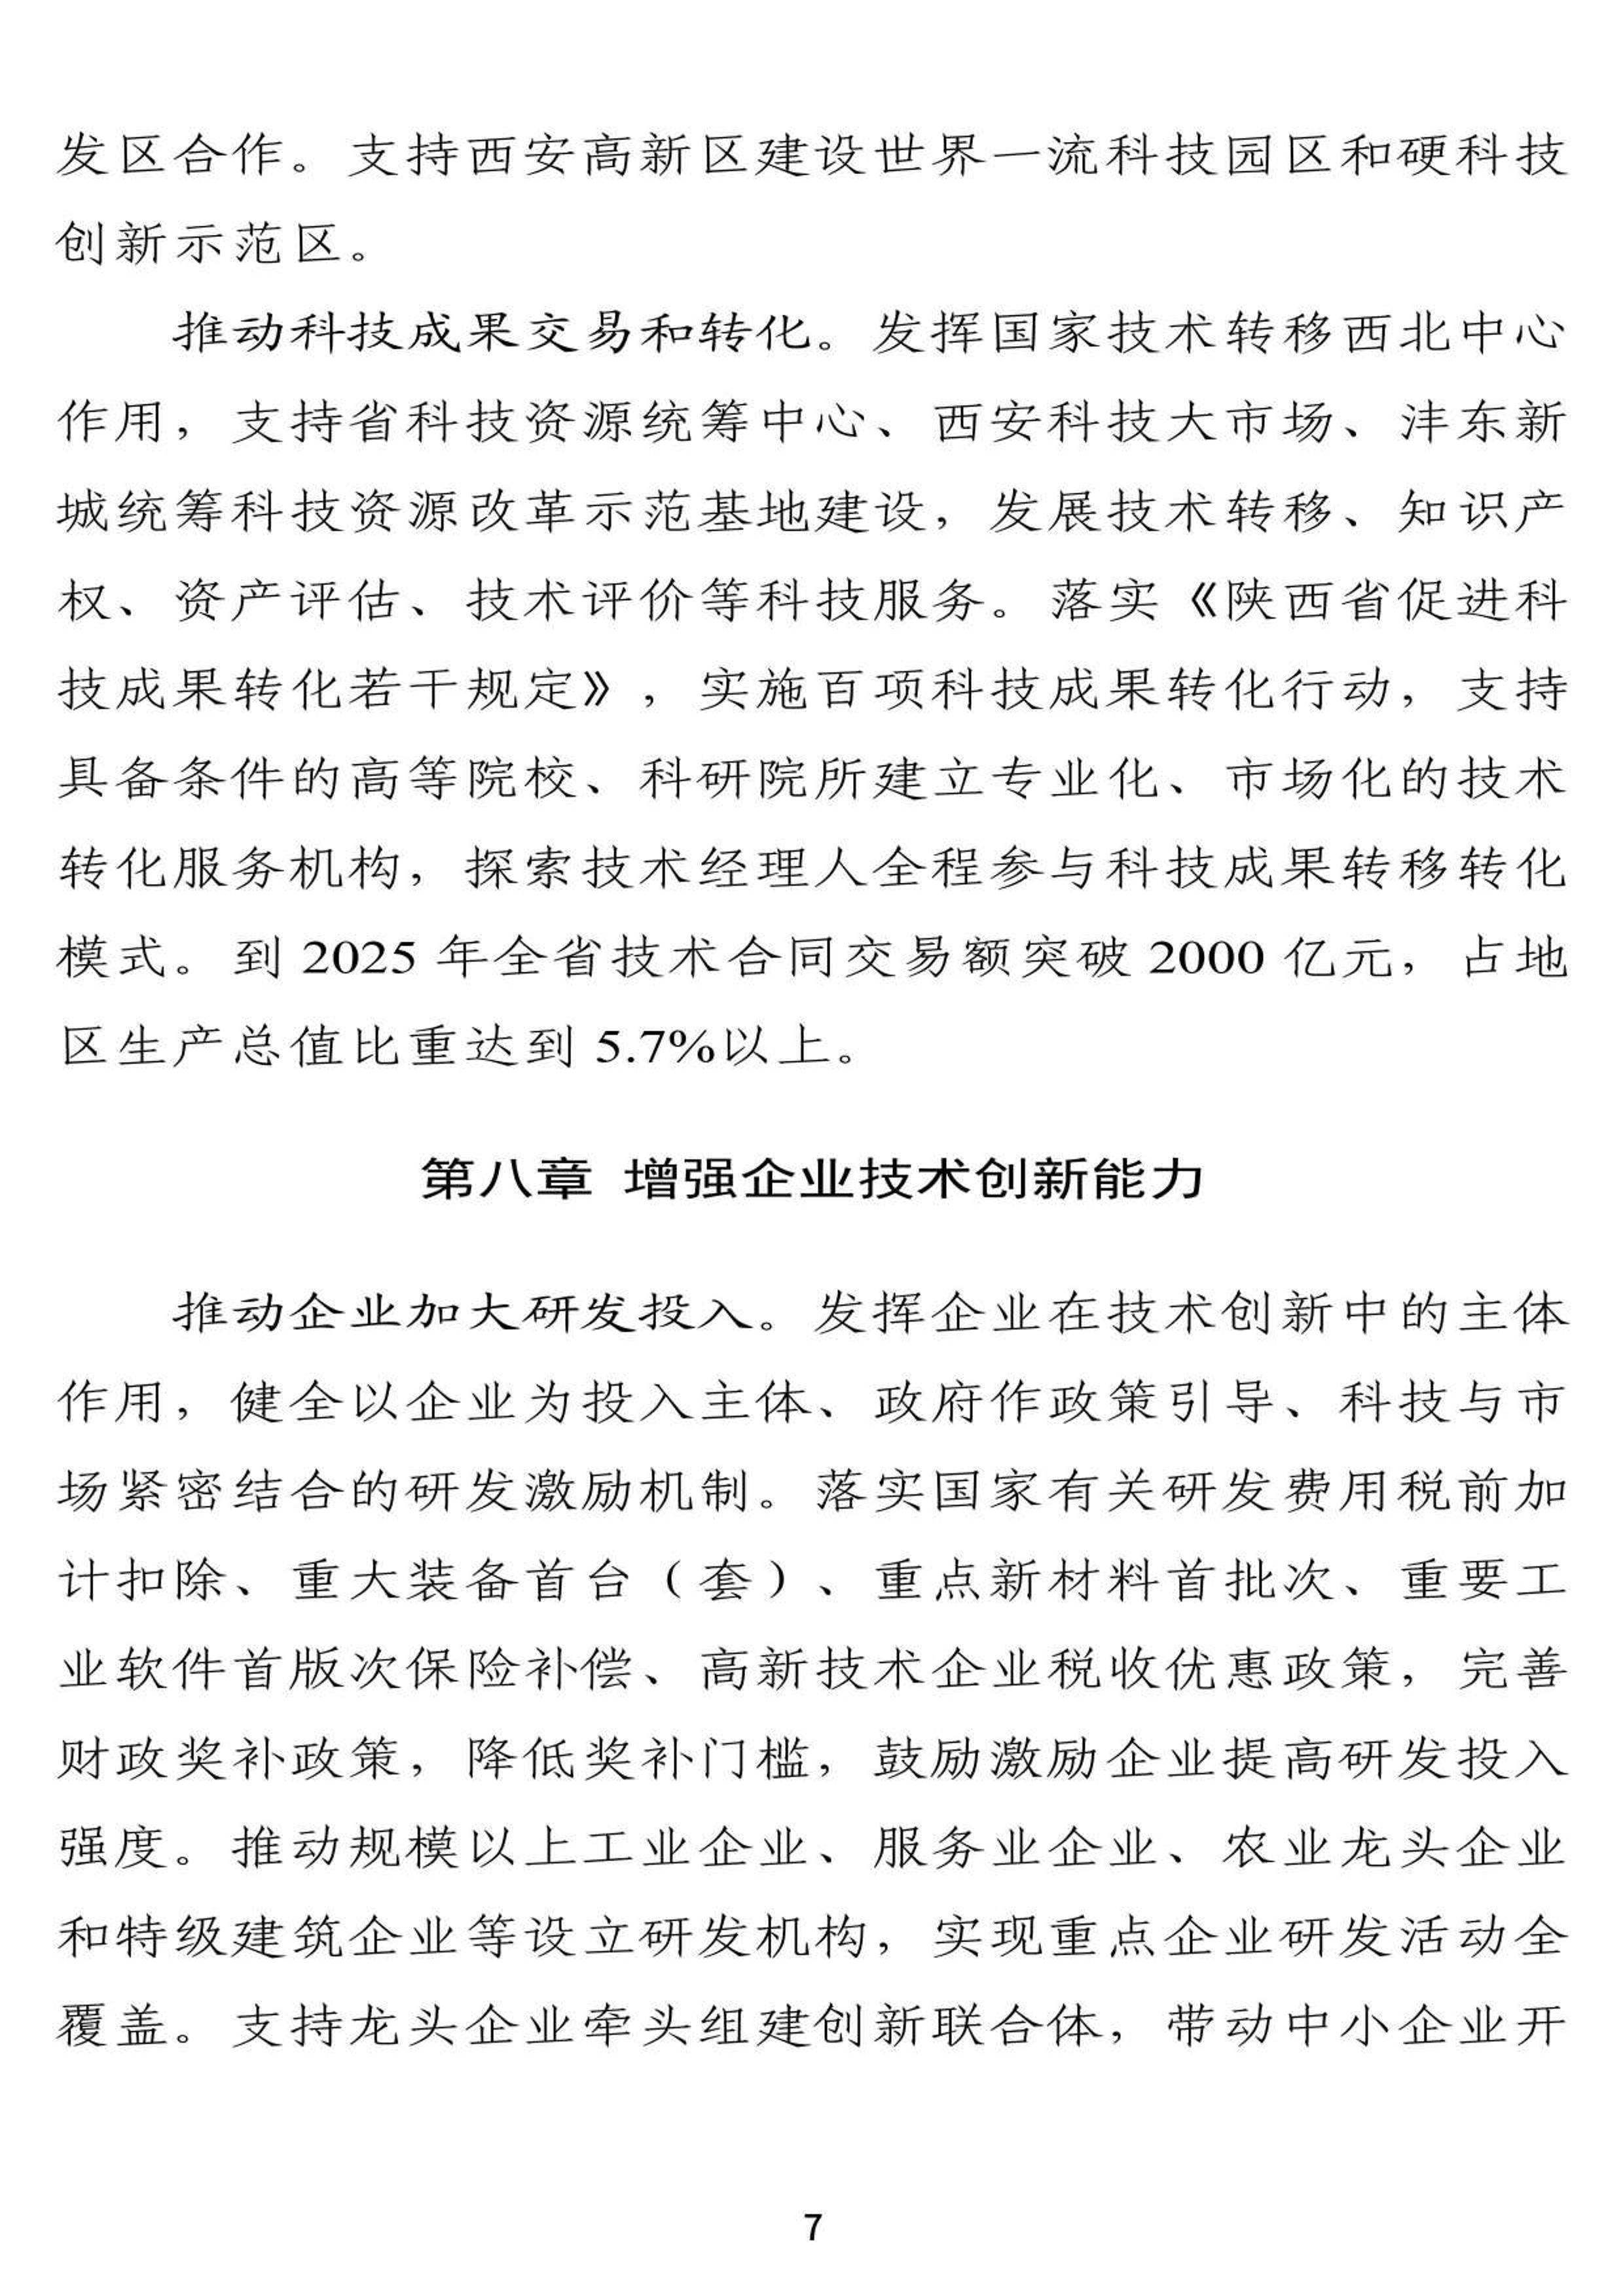 发区合作。支持西安高新区建设世界一流科技园区和硬科技
创新示范区。
推动科技成果交易和转化。发挥国家技术转移西北中心
作用，支持省科技资源统筹中心、西安科技大市场、沣东新
城统筹科技资源改革示范基地建设，发展技术转移、知识产
权、资产评估、技术评价等科技服务。落实《陕西省促进科
技成果转化若干规定》，实施百项科技成果转化行动，支持
具备条件的高等院校、科研院所建立专业化、市场化的技术
转化服务机构，探索技术经理人全程参与科技成果转移转化
模式。到 2025 年全省技术合同交易额突破 2000 亿元，占地
区生产总值比重达到 5.7%以上。
第八章 增强企业技术创新能力
推动企业加大研发投入。发挥企业在技术创新中的主体
作用，健全以企业为投入主体、政府作政策引导、科技与市
场紧密结合的研发激励机制。落实国家有关研发费用税前加
计扣除、重大装备首台（套）、重点新材料首批次、重要工
业软件首版次保险补偿、高新技术企业税收优惠政策，完善
财政奖补政策，降低奖补门槛，鼓励激励企业提高研发投入
强度。推动规模以上工业企业、服务业企业、农业龙头企业
和特级建筑企业等设立研发机构，实现重点企业研发活动全
覆盖。支持龙头企业牵头组建创新联合体，带动中小企业开
7